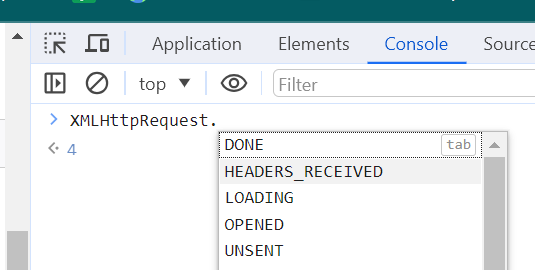 Application Elements Console Source
top Filter
> XMLHttpRequest.
4
DONE tab
HEADERS_RECEIVED
LOADING
OPENED
UNSENT